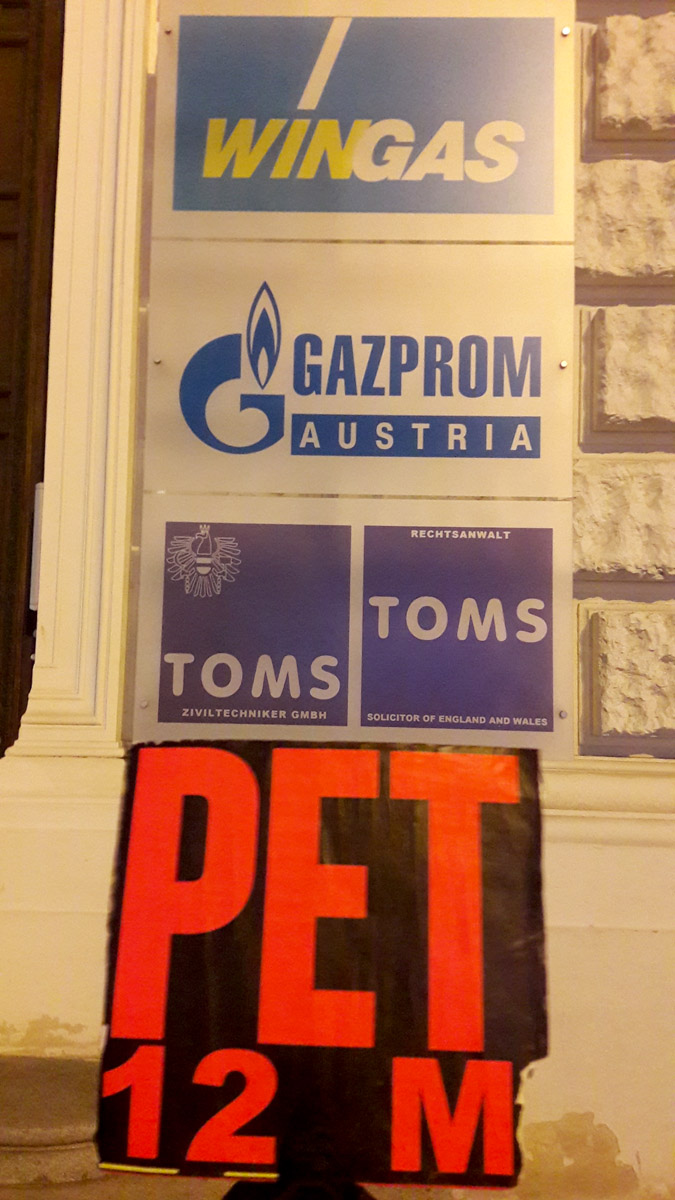 WINGAS
GAZPROM
AUSTRIA
TOMS
ZIVILTECHNIKER GMBH
RECHTSANWALT
TOMS
SOLICITOR OF ENGLAND AND WALES
PET
12 M